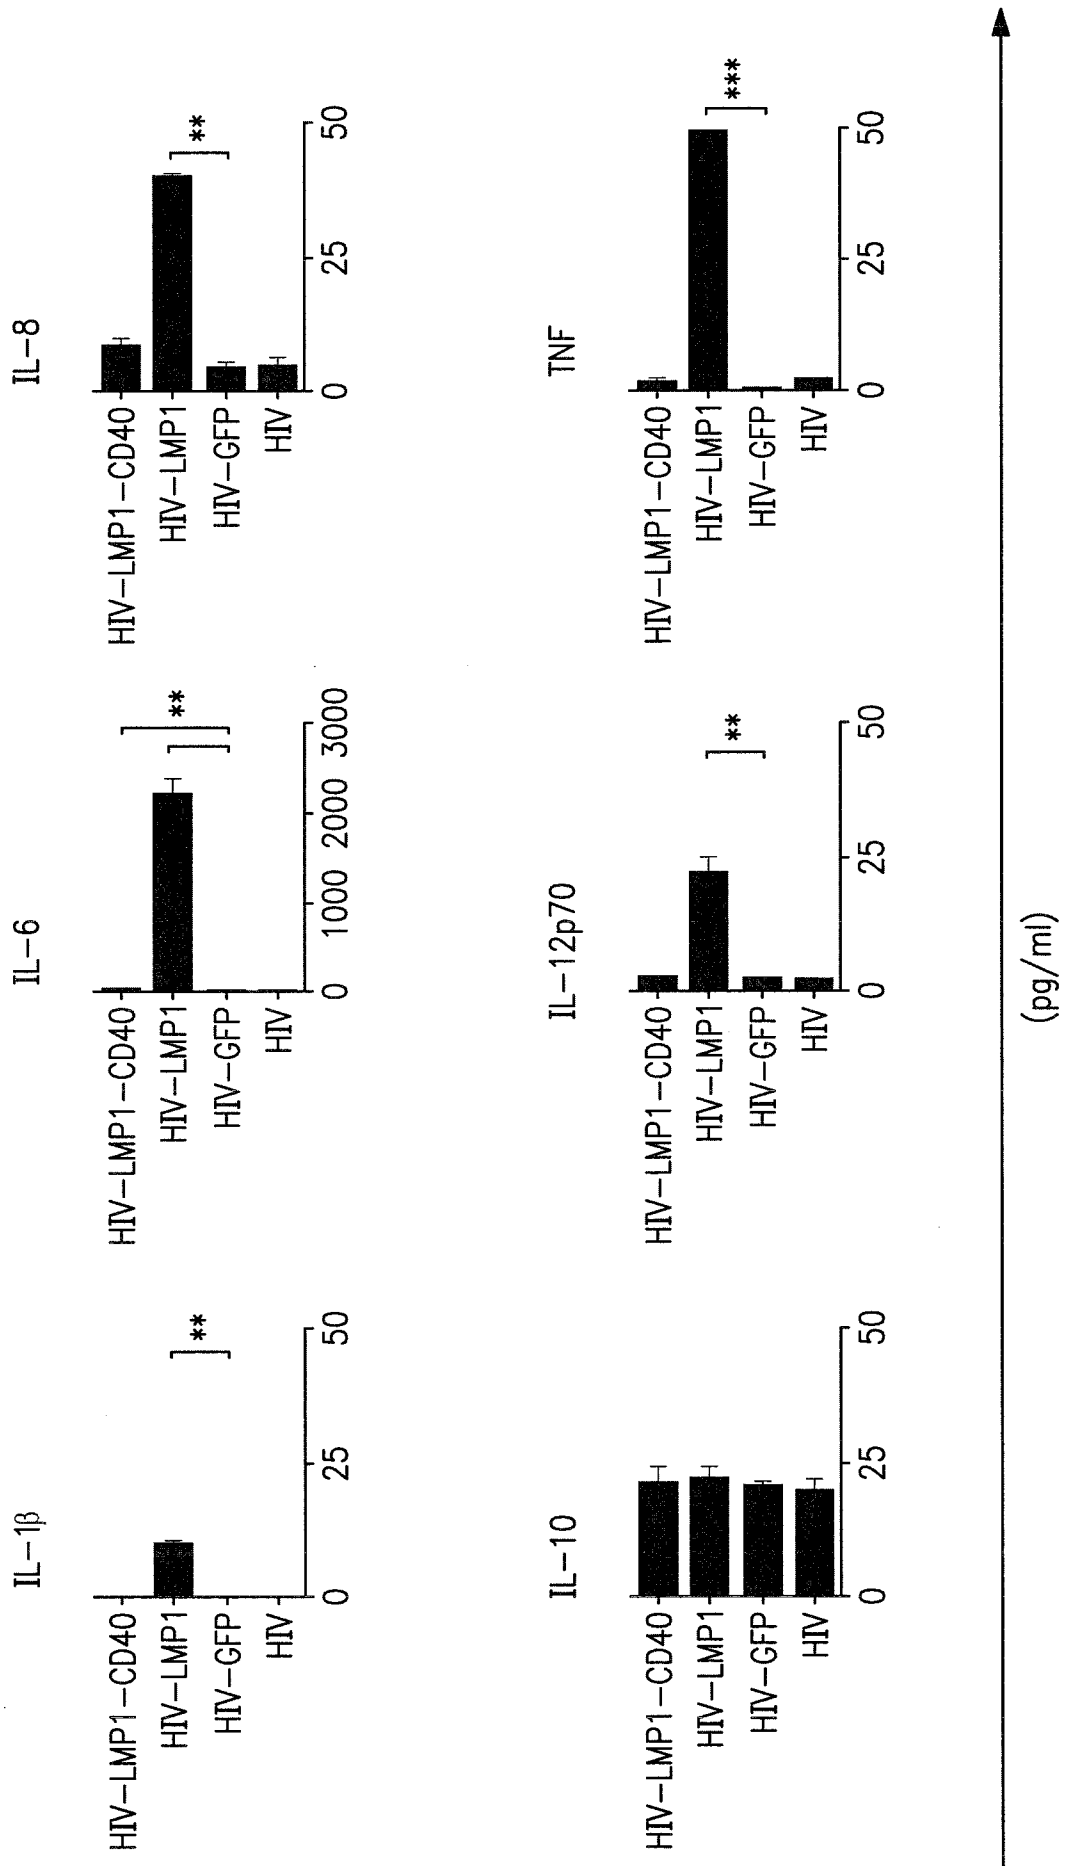 IL-1β
HIV-LMP1-CD40
HIV-LMP1
HIV-GFP
HIV
0 25 50
**
IL-6
HIV-LMP1-CD40
HIV-LMP1
HIV-GFP
HIV
0 1000 2000 3000
**
IL-8
HIV-LMP1-CD40
HIV-LMP1
HIV-GFP
HIV
0 25 50
**
IL-10
HIV-LMP1-CD40
HIV-LMP1
HIV-GFP
HIV
0 25 50
IL-12p70
HIV-LMP1-CD40
HIV-LMP1
HIV-GFP
HIV
0 25 50
**
TNF
HIV-LMP1-CD40
HIV-LMP1
HIV-GFP
HIV
0 25 50
***
(pg/ml)